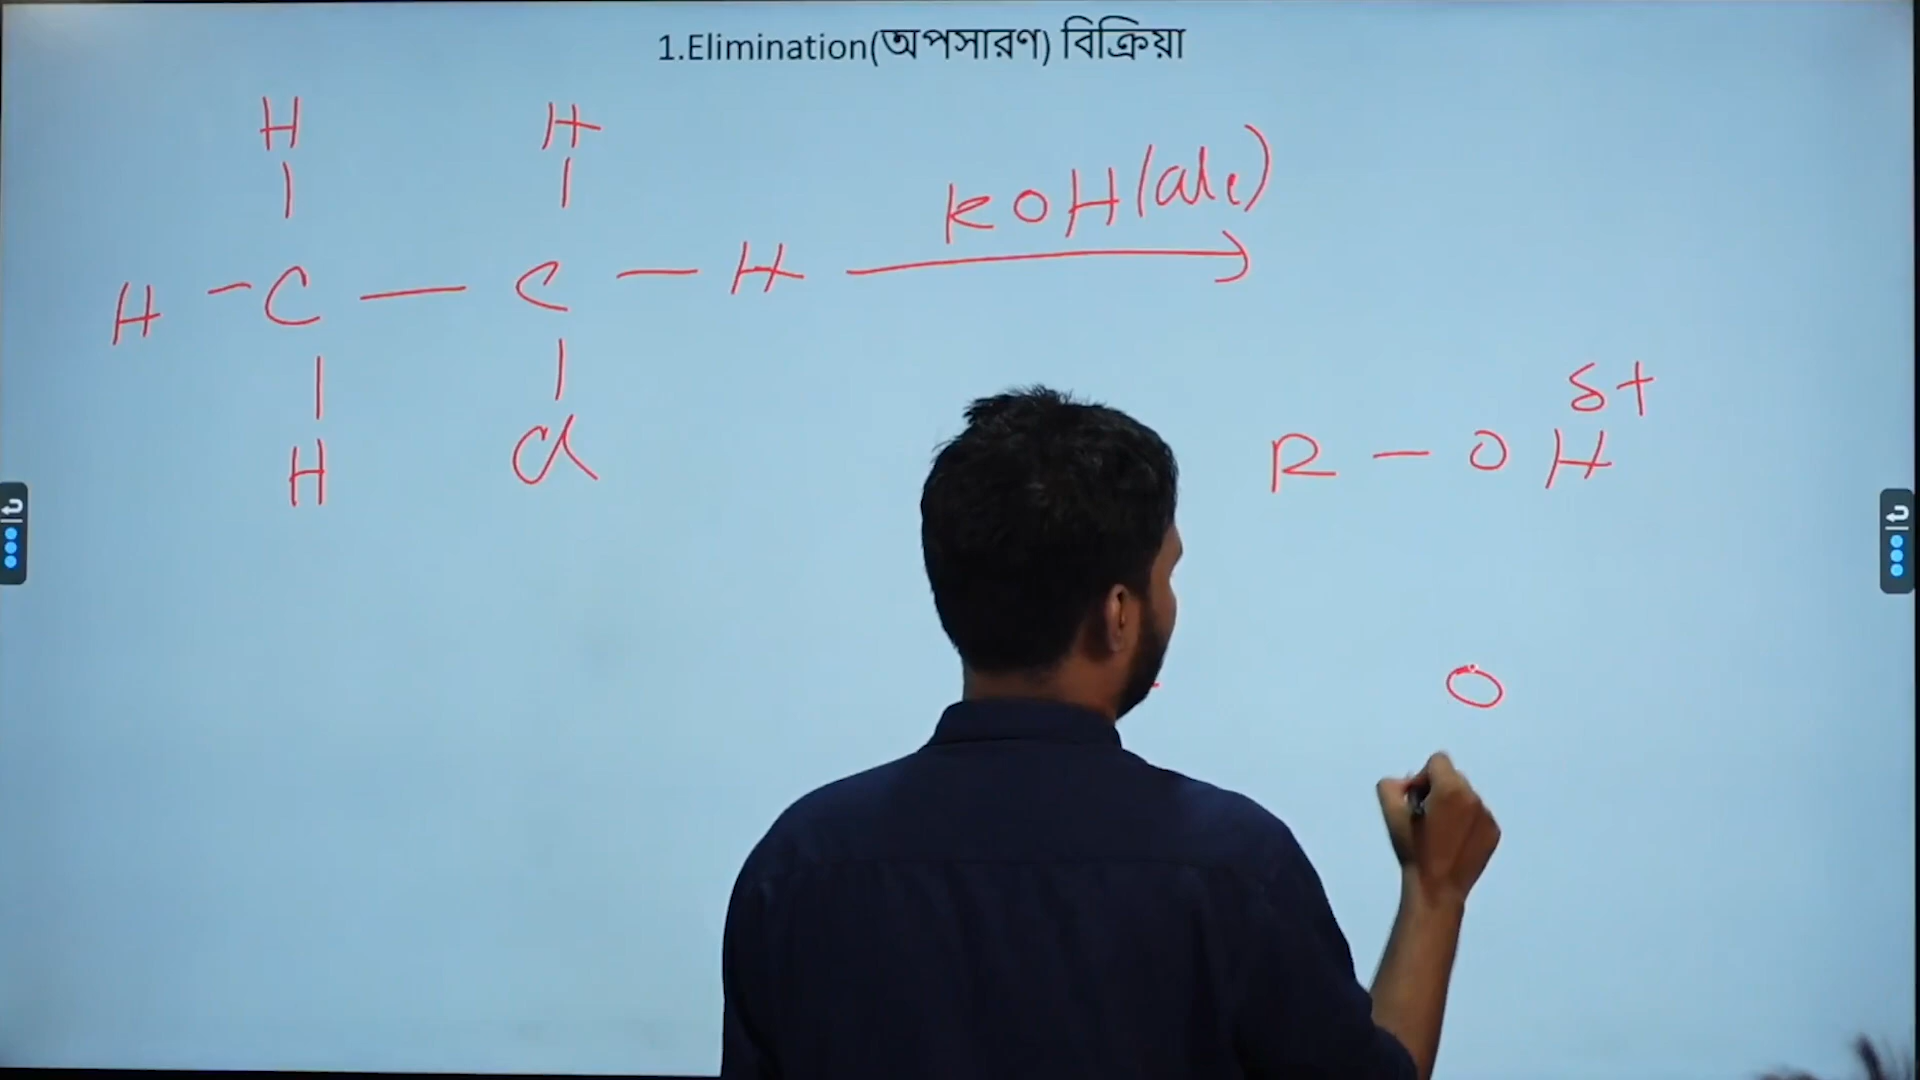 1.Elimination(অপসারণ) বিক্রিয়া
H H
H - C - C - H KOH(alc)
H Cl
δ+
R - O H
O